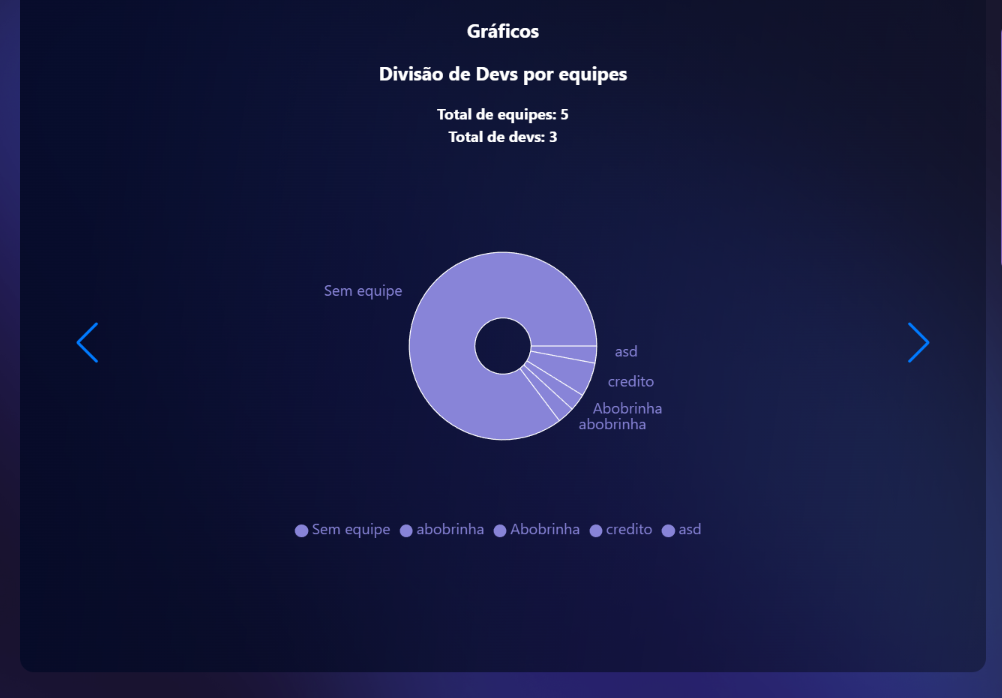 Gráficos
Divisão de Devs por equipes
Total de equipes: 5
Total de devs: 3
Sem equipe
asd
credito
Abobrinha
abobrinha
Sem equipe abobrinha Abobrinha credito asd